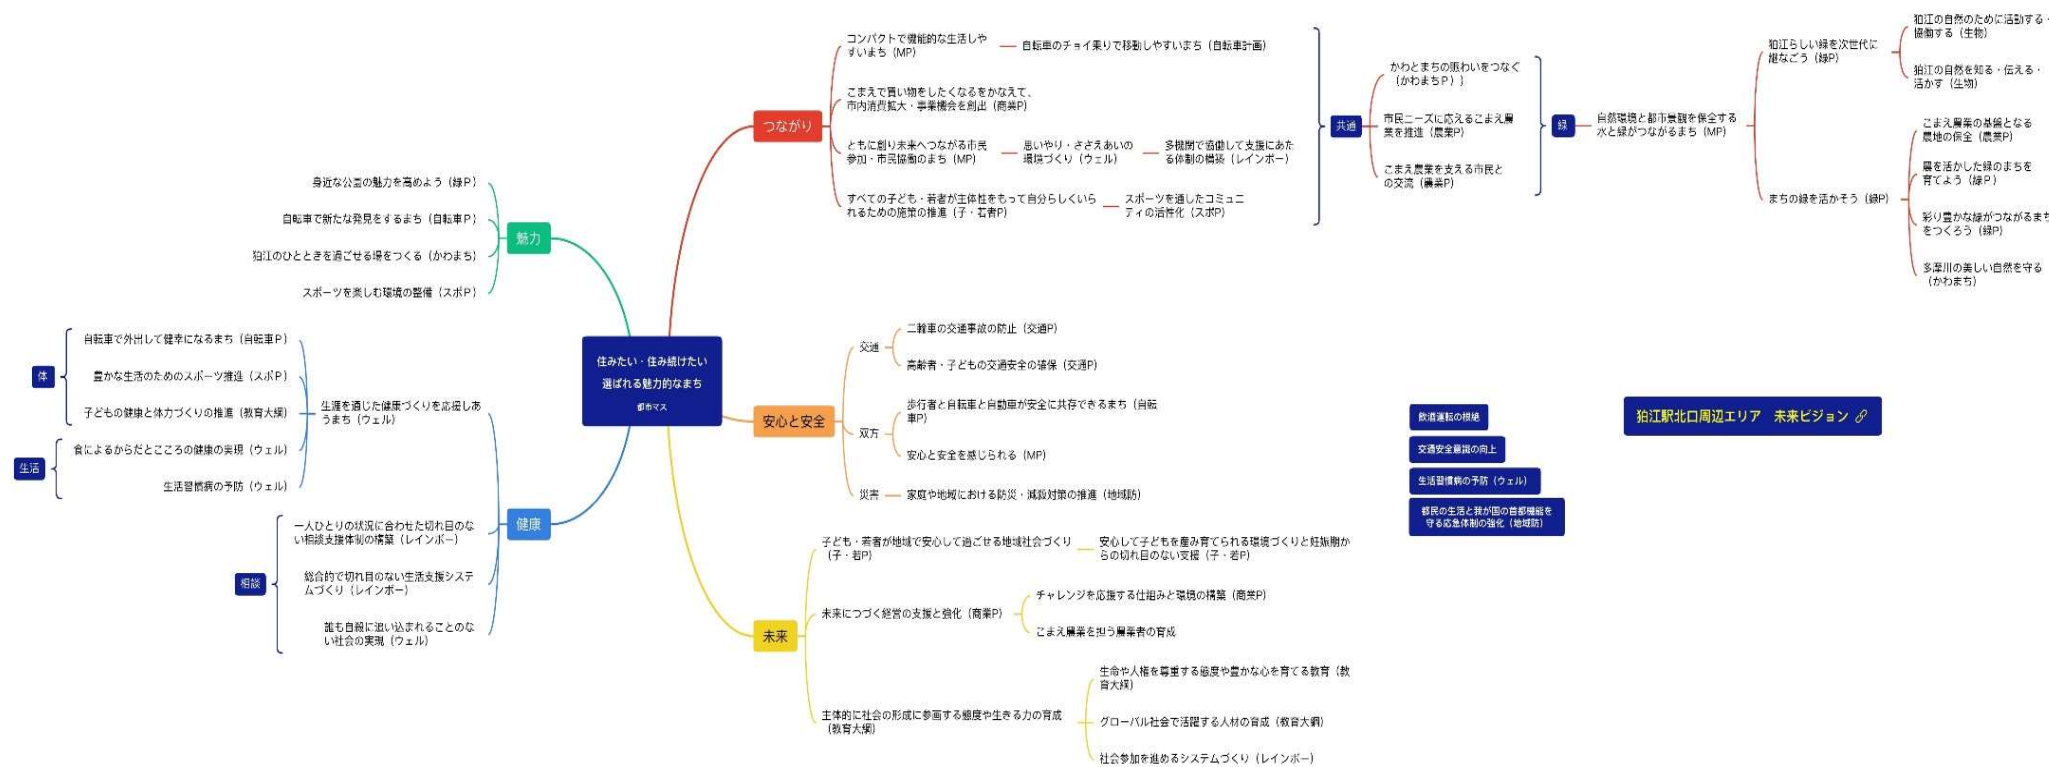 住みたい・住み続けたい
選ばれる魅力的なまち
都市マス
つながり
コンパクトで機能的な生活しや
すいまち（MP）
自転車のチョイ乗りで移動しやすいまち（自転車計画）
こまえで買い物をしたくなるをかなえて、
市内消費拡大・事業機会を創出（商業P）
ともに創り未来へつながる市民
参加・市民協働のまち（MP）
思いやり・ささえあいの
環境づくり（ウェル）
多機関で協働して支援にあた
る体制の構築（レインボー）
すべての子ども・若者が主体性をもって自分らしくいら
れるための施策の推進（子・若者P）
スポーツを通したコミュニ
ティの活性化（スポP）
共通
かわとまちの賑わいをつなぐ
（かわまちＰ））
市民ニーズに応えるこまえ農
業を推進（農業P）
こまえ農業を支える市民と
の交流（農業P）
緑
自然環境と都市景観を保全する
水と緑がつながるまち（MP）
狛江らしい緑を次世代に
継なごう（緑P）
狛江の自然のために活動する・
協働する（生物）
狛江の自然を知る・伝える・
活かす（生物）
まちの緑を活かそう（緑P）
こまえ農業の基盤となる
農地の保全（農業P）
農を活かした緑のまちを
育てよう（緑Ｐ）
彩り豊かな緑がつながるまち
をつくろう（緑P）
多摩川の美しい自然を守る
（かわまち）
魅力
身近な公園の魅力を高めよう（緑Ｐ）
自転車で新たな発見をするまち（自転車Ｐ）
狛江のひとときを過ごせる場をつくる（かわまち）
スポーツを楽しむ環境の整備（スポＰ）
安心と安全
交通
二輪車の交通事故の防止（交通P）
高齢者・子どもの交通安全の確保（交通P）
双方
歩行者と自転車と自動車が安全に共存できるまち（自転
車P）
安心と安全を感じられる（MP）
災害
家庭や地域における防災・減災対策の推進（地域防）
健康
生涯を通じた健康づくりを応援しあ
うまち（ウェル）
体
自転車で外出して健幸になるまち（自転車Ｐ）
豊かな生活のためのスポーツ推進（スポＰ）
子どもの健康と体力づくりの推進（教育大綱）
生活
食によるからだとこころの健康の実現（ウェル）
生活習慣病の予防（ウェル）
相談
一人ひとりの状況に合わせた切れ目のな
い相談支援体制の構築（レインボー）
総合的で切れ目のない生活支援システ
ムづくり（レインボー）
誰も自殺に追い込まれることのな
い社会の実現（ウェル）
未来
子ども・若者が地域で安心して過ごせる地域社会づくり
（子・若P）
安心して子どもを産み育てられる環境づくりと妊娠期か
らの切れ目のない支援（子・若P）
未来につづく経営の支援と強化（商業P）
チャレンジを応援する仕組みと環境の構築（商業P）
こまえ農業を担う農業者の育成
主体的に社会の形成に参画する態度や生きる力の育成
（教育大綱）
生命や人権を尊重する態度や豊かな心を育てる教育（教
育大綱）
グローバル社会で活躍する人材の育成（教育大綱）
社会参加を進めるシステムづくり（レインボー）
飲酒運転の根絶
交通安全意識の向上
生活習慣病の予防（ウェル）
都民の生活と我が国の首都機能を
守る応急体制の強化（地域防）
狛江駅北口周辺エリア　未来ビジョン